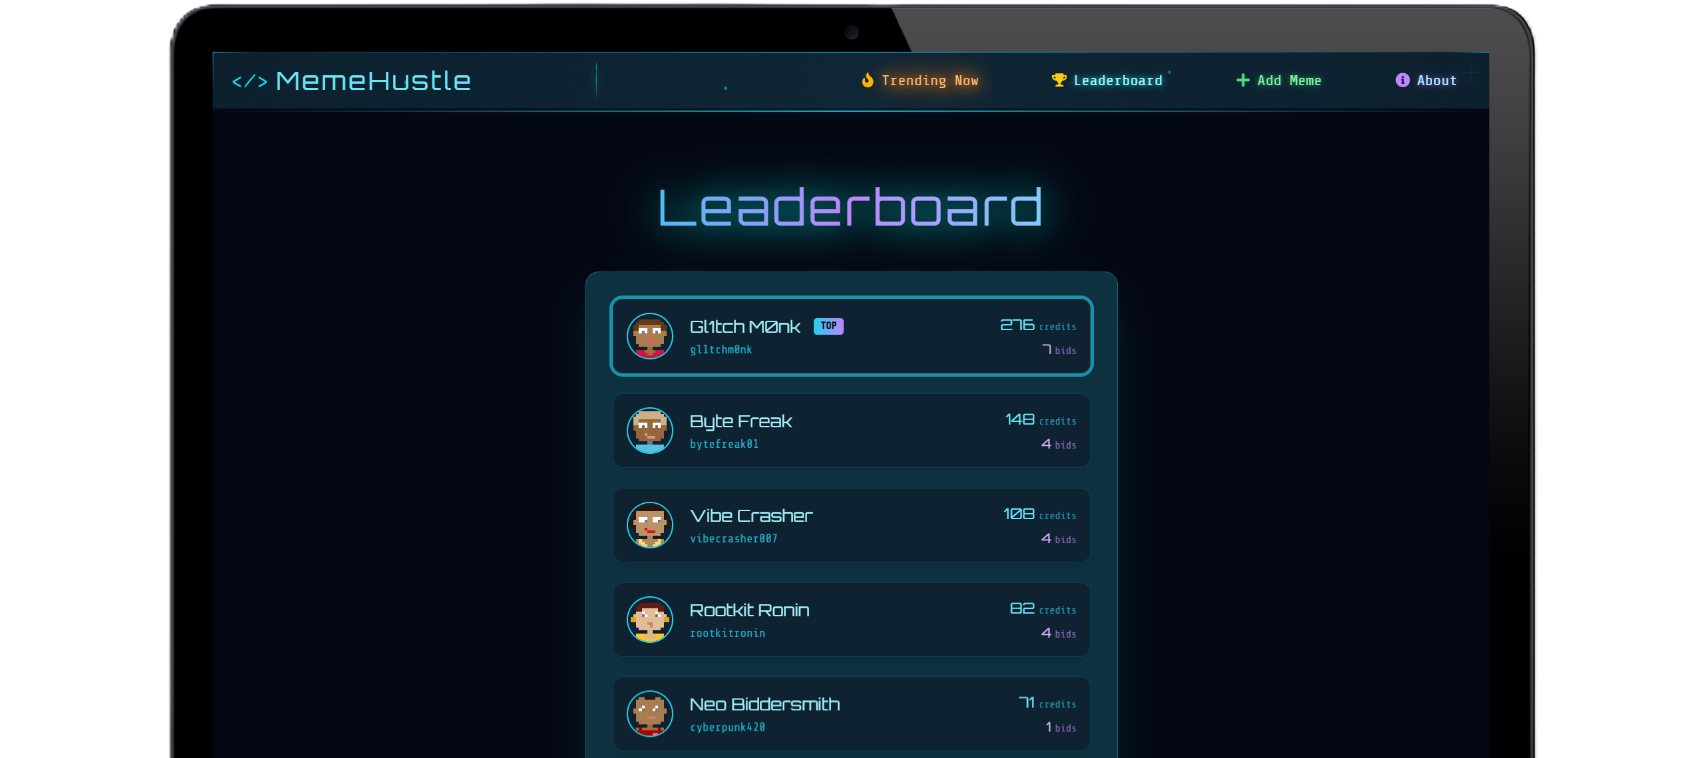 </> MemeHustle
Trending Now
Leaderboard
Add Meme
About
Leaderboard
Gl1tch M0nk TOP
gl1tchm0nk
276 credits
7 bids
Byte Freak
bytefreak01
148 credits
4 bids
Vibe Crasher
vibecrasher007
108 credits
4 bids
Rootkit Ronin
rootkitronin
82 credits
4 bids
Neo Biddersmith
cyberpunk420
71 credits
1 bids